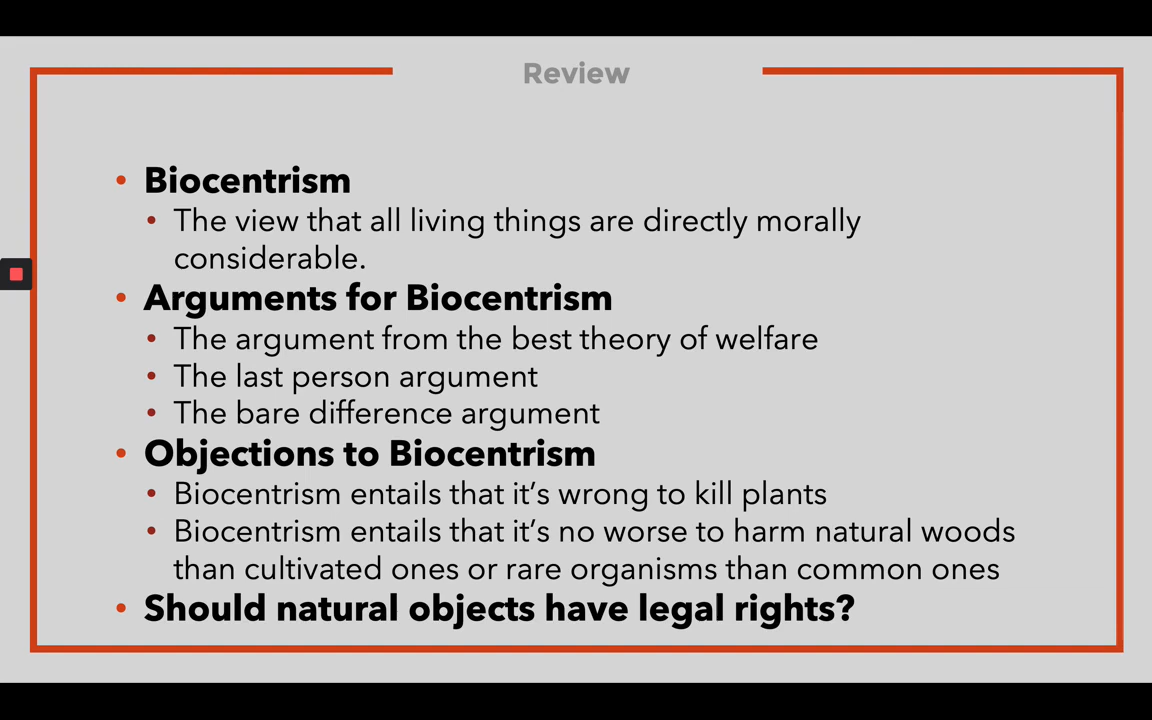 Review
• Biocentrism
• The view that all living things are directly morally
considerable.
• Arguments for Biocentrism
• The argument from the best theory of welfare
• The last person argument
• The bare difference argument
• Objections to Biocentrism
• Biocentrism entails that it’s wrong to kill plants
• Biocentrism entails that it’s no worse to harm natural woods
than cultivated ones or rare organisms than common ones
• Should natural objects have legal rights?